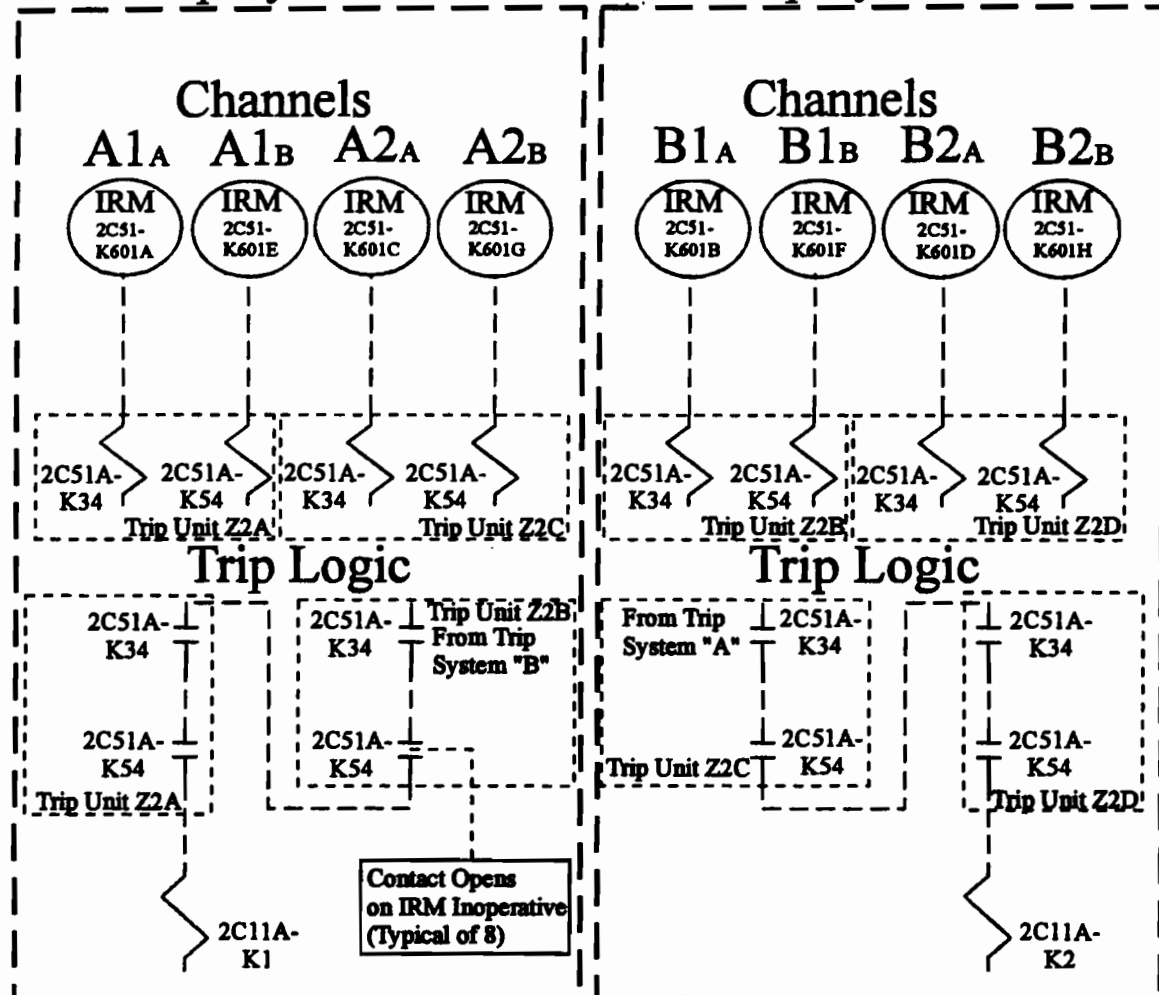 Channels
A1A A1B A2A A2B
IRM 2C51-K601A
IRM 2C51-K601E
IRM 2C51-K601C
IRM 2C51-K601G
2C51A-K34
2C51A-K54
Trip Unit Z2A
2C51A-K34
2C51A-K54
Trip Unit Z2C
Trip Logic
2C51A-K34
2C51A-K54
Trip Unit Z2A
2C51A-K34
Trip Unit Z2B
From Trip
System "B"
2C51A-K54
Contact Opens
on IRM Inoperative
(Typical of 8)
2C11A-K1
Channels
B1A B1B B2A B2B
IRM 2C51-K601B
IRM 2C51-K601F
IRM 2C51-K601D
IRM 2C51-K601H
2C51A-K34
2C51A-K54
Trip Unit Z2B
2C51A-K34
2C51A-K54
Trip Unit Z2D
Trip Logic
From Trip
System "A"
2C51A-K34
2C51A-K54
Trip Unit Z2C
2C51A-K34
2C51A-K54
Trip Unit Z2D
2C11A-K2